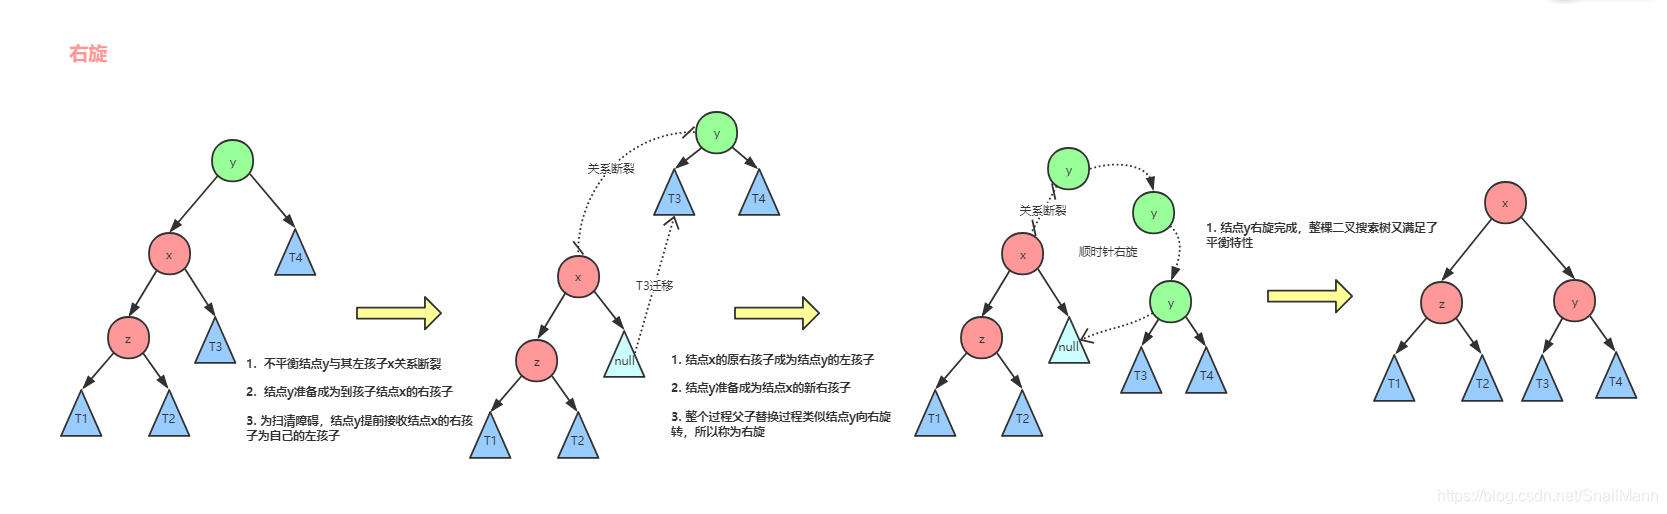 右旋
y
x
T4
z
T3
T1
T2
1.  不平衡结点y与其左孩子x关系断裂
2.  结点y准备成为到孩子结点x的右孩子
3. 为扫清障碍，结点y提前接收结点x的右孩
子为自己的左孩子
y
关系断裂
T3
T4
x
T3迁移
z
null
T1
T2
1. 结点x的原右孩子成为结点y的左孩子
2. 结点y准备成为结点x的新右孩子
3. 整个过程父子替换过程类似结点y向右旋
转，所以称为右旋
y
y
关系断裂
x
顺时针右旋
y
z
null
T3
T4
T1
T2
1. 结点y右旋完成，整棵二叉搜索树又满足了
平衡特性
x
z
y
T1
T2
T3
T4
https://blog.csdn.net/SnailMann